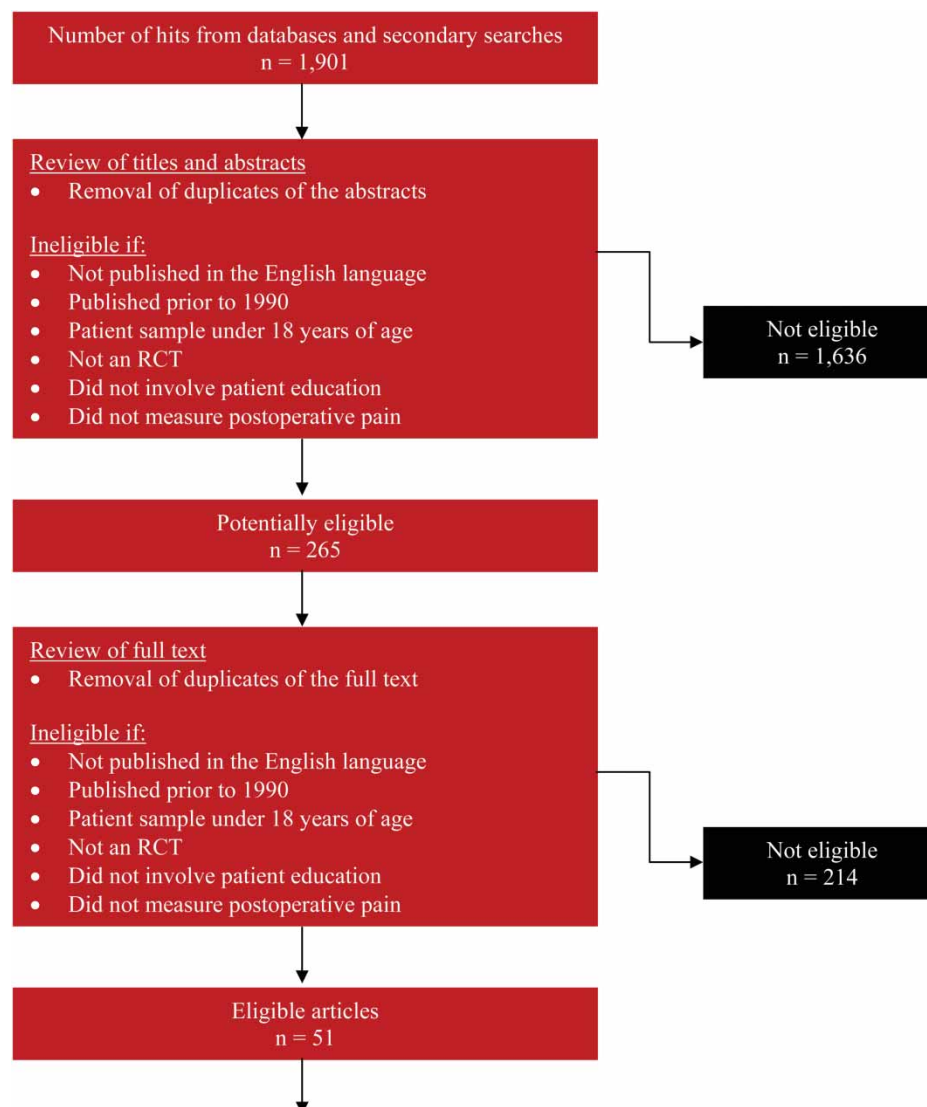 Number of hits from databases and secondary searches
n = 1,901
Review of titles and abstracts
• Removal of duplicates of the abstracts
Ineligible if:
• Not published in the English language
• Published prior to 1990
• Patient sample under 18 years of age
• Not an RCT
• Did not involve patient education
• Did not measure postoperative pain
Not eligible
n = 1,636
Potentially eligible
n = 265
Review of full text
• Removal of duplicates of the full text
Ineligible if:
• Not published in the English language
• Published prior to 1990
• Patient sample under 18 years of age
• Not an RCT
• Did not involve patient education
• Did not measure postoperative pain
Not eligible
n = 214
Eligible articles
n = 51